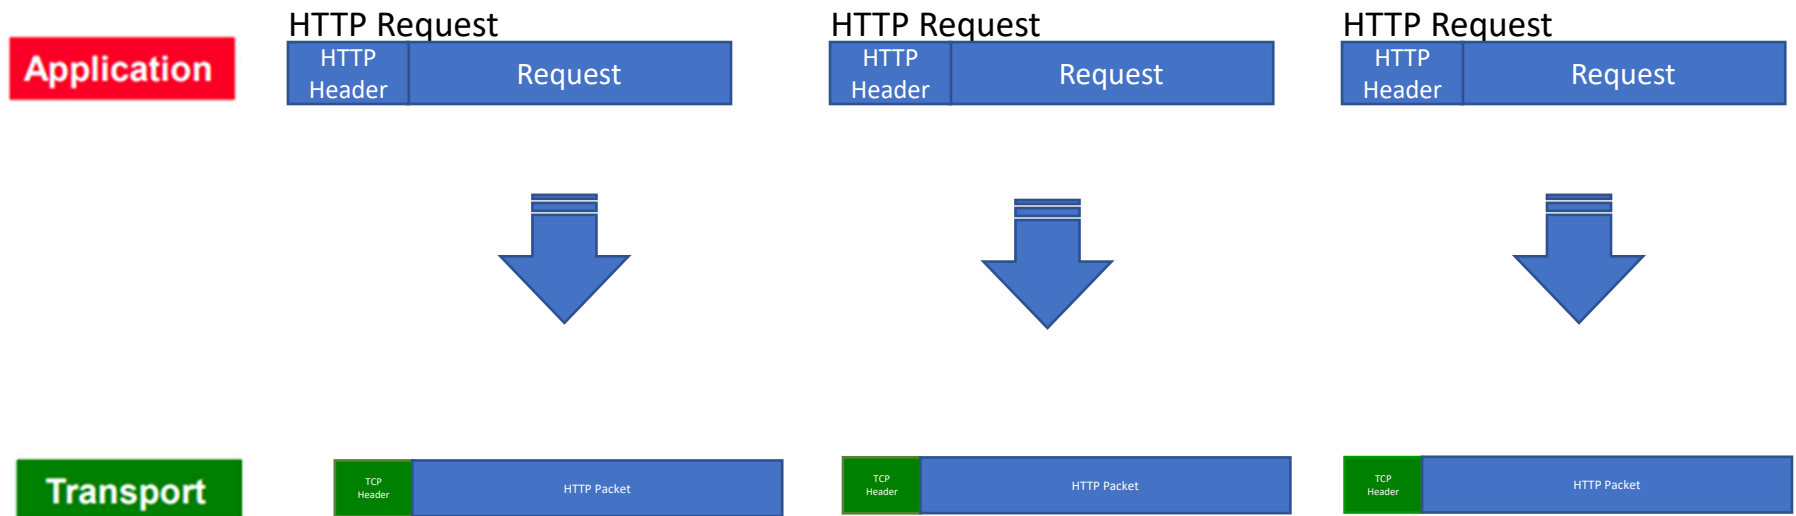 HTTP Request
HTTP Request
HTTP Request
Application
HTTP
Header
Request
HTTP
Header
Request
HTTP
Header
Request
Transport
TCP
Header
HTTP Packet
TCP
Header
HTTP Packet
TCP
Header
HTTP Packet